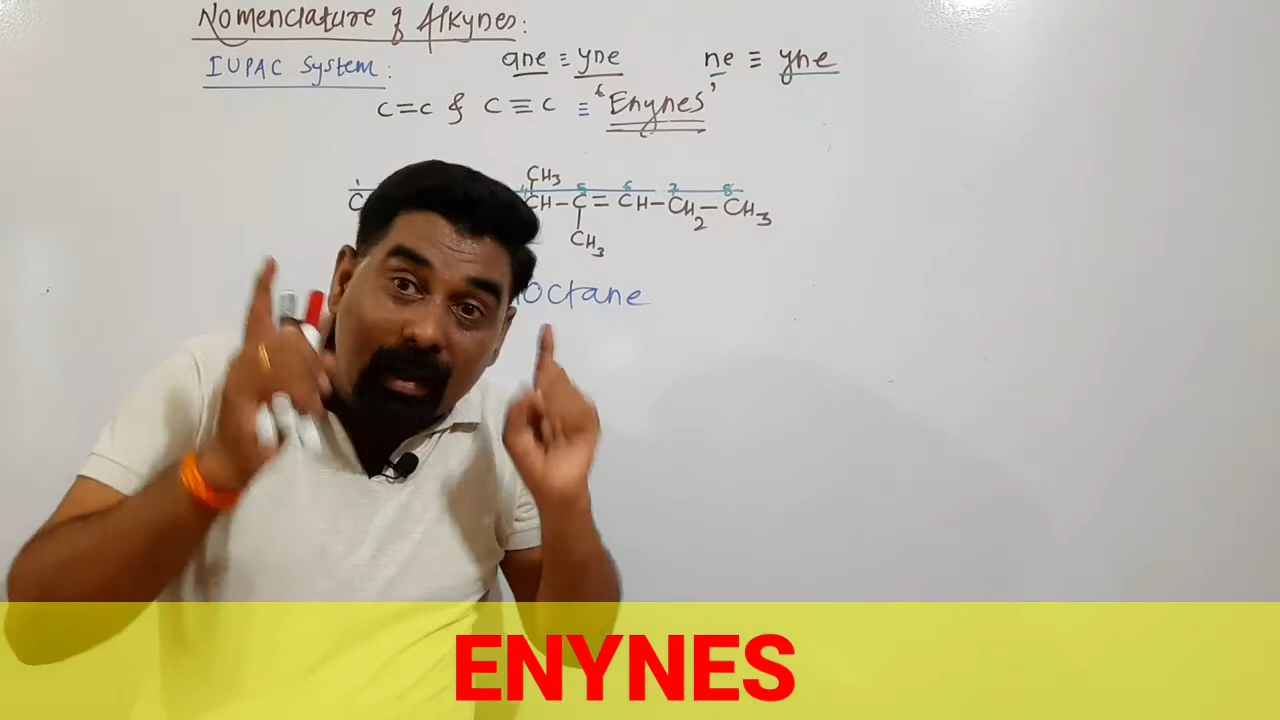 Nomenclature of Alkynes:
IUPAC System:
ane ≡ yne
ne ≡ yne
C=C & C≡C ≡ "Enynes"
CH3
1 5 6 7 8
C CH-C=CH-CH2-CH3
CH3
Octane
ENYNES